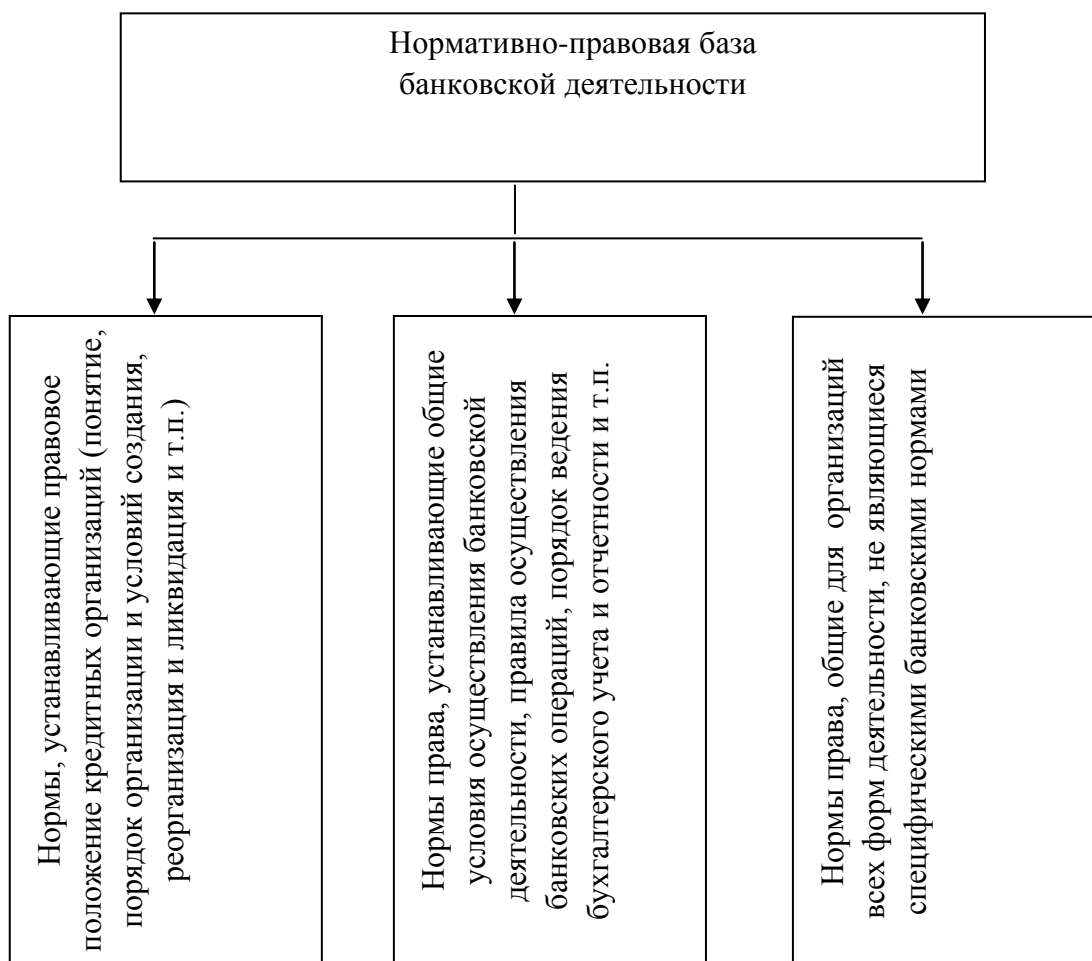 Нормативно-правовая база
банковской деятельности
Нормы, устанавливающие правовое
положение кредитных организаций (понятие,
порядок организации и условий создания,
реорганизация и ликвидация и т.п.)
Нормы права, устанавливающие общие
условия осуществления банковской
деятельности, правила осуществления
банковских операций, порядок ведения
бухгалтерского учета и отчетности и т.п.
Нормы права, общие для организаций
всех форм деятельности, не являющиеся
специфическими банковскими нормами